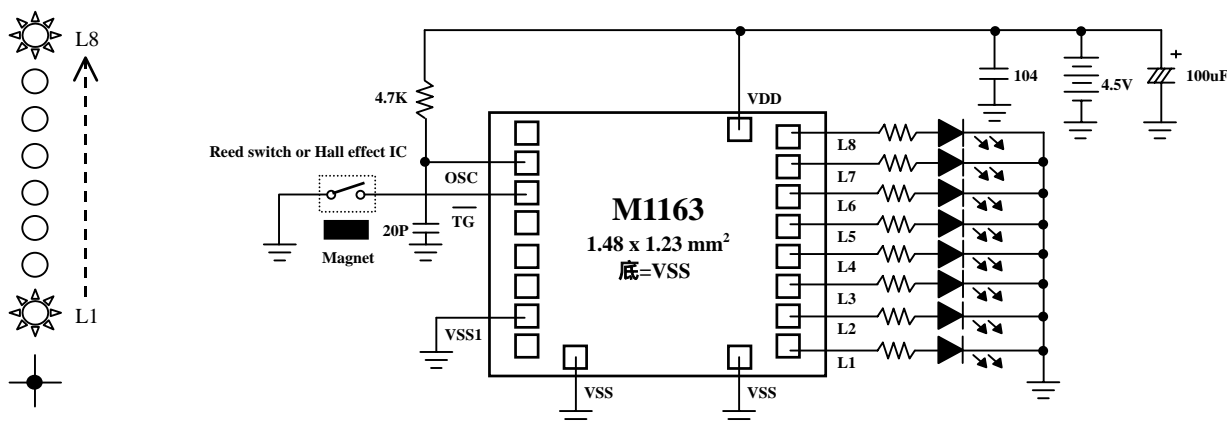 L8
L1
4.7K
Reed switch or Hall effect IC
OSC
TG
20P
Magnet
VSS1
VDD
M1163
1.48 x 1.23 mm²
底=VSS
VSS
VSS
L8
L7
L6
L5
L4
L3
L2
L1
104
4.5V
+
100uF